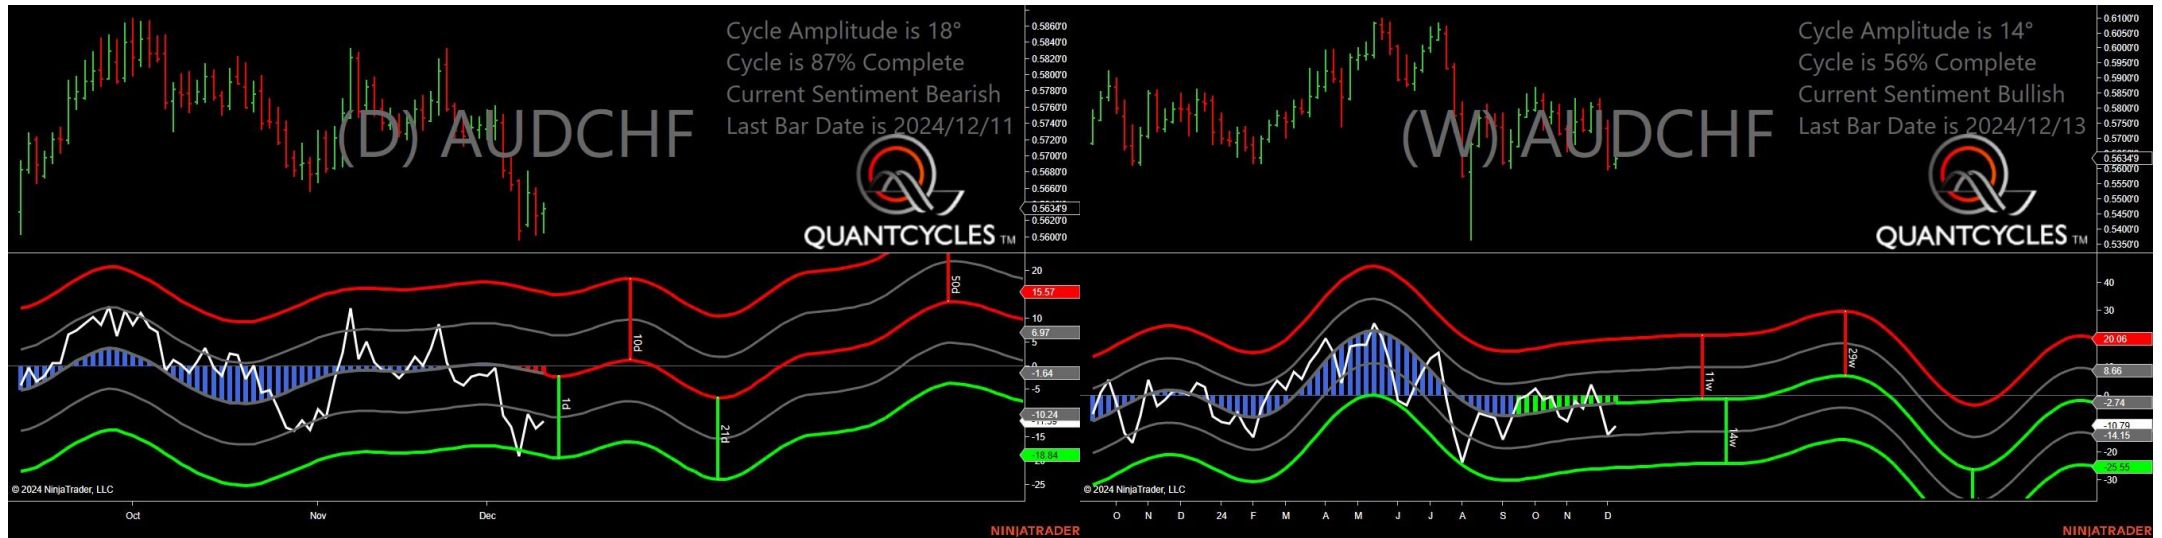 Cycle Amplitude is 18°
Cycle is 87% Complete
Current Sentiment Bearish
Last Bar Date is 2024/12/11
(D) AUDCHF
QUANTCYCLES TM
0.5860'0
0.5840'0
0.5820'0
0.5800'0
0.5780'0
0.5760'0
0.5740'0
0.5720'0
0.5700'0
0.5680'0
0.5660'0
0.5634'9
0.5620'0
0.5600'0
50d
10d
1d
21d
20
15.57
10
6.97
5
0
-1.64
-5
-10.24
-15
-18.84
-25
© 2024 NinjaTrader, LLC
Oct
Nov
Dec
NINJATRADER
Cycle Amplitude is 14°
Cycle is 56% Complete
Current Sentiment Bullish
Last Bar Date is 2024/12/13
(W) AUDCHF
QUANTCYCLES TM
0.6100'0
0.6050'0
0.6000'0
0.5950'0
0.5900'0
0.5850'0
0.5800'0
0.5750'0
0.5700'0
0.5634'9
0.5600'0
0.5550'0
0.5500'0
0.5450'0
0.5400'0
0.5350'0
11w
29w
14w
40
30
20.06
8.66
-2.74
-10.79
-14.15
-20
-25.55
-30
© 2024 NinjaTrader, LLC
O N D 24 F M A M J J A S O N D
NINJATRADER